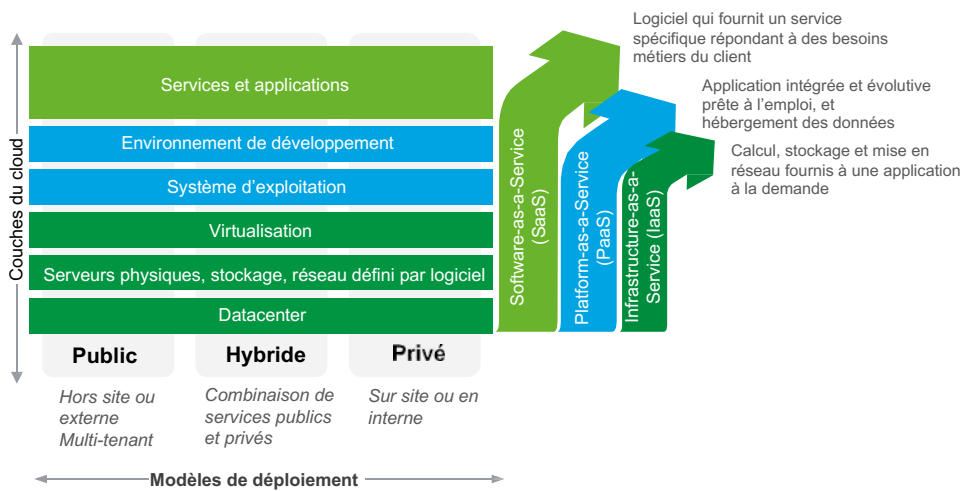 Logiciel qui fournit un service
spécifique répondant à des besoins
métiers du client
Application intégrée et évolutive
prête à l’emploi, et
hébergement des données
Calcul, stockage et mise en
réseau fournis à une application
à la demande
Couches du cloud
Services et applications
Environnement de développement
Système d’exploitation
Virtualisation
Serveurs physiques, stockage, réseau défini par logiciel
Datacenter
Software-as-a-Service
(SaaS)
Platform-as-a-Service
(PaaS)
Infrastructure-as-a-
Service (IaaS)
Public
Hybride
Privé
Hors site ou
externe
Multi-tenant
Combinaison de
services publics
et privés
Sur site ou en
interne
Modèles de déploiement